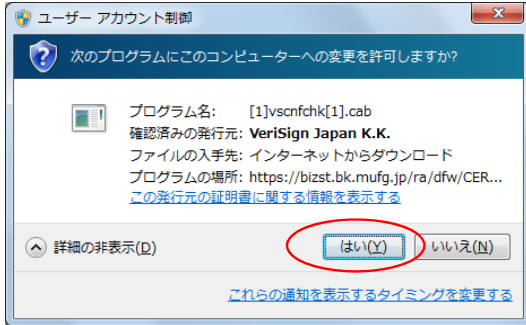 ユーザー アカウント制御
次のプログラムにこのコンピューターへの変更を許可しますか?
プログラム名: [1]vscnfchk[1].cab
確認済みの発行元: VeriSign Japan K.K.
ファイルの入手先: インターネットからダウンロード
プログラムの場所: https://bizst.bk.mufg.jp/ra/dfw/CER...
この発行元の証明書に関する情報を表示する
詳細の非表示(D) はい(Y) いいえ(N)
これらの通知を表示するタイミングを変更する